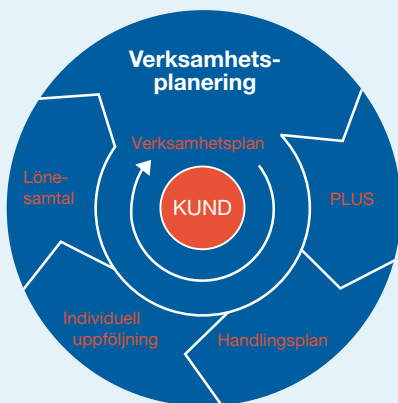 Verksamhets-
planering
Verksamhetsplan
Löne-
samtal
KUND
PLUS
Individuell
uppföljning
Handlingsplan